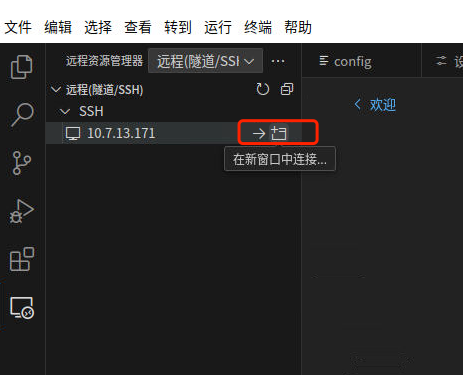 文件 编辑 选择 查看 转到 运行 终端 帮助
远程资源管理器 远程(隧道/SSI ···
config
远程(隧道/SSH)
SSH
欢迎
10.7.13.171
在新窗口中连接...